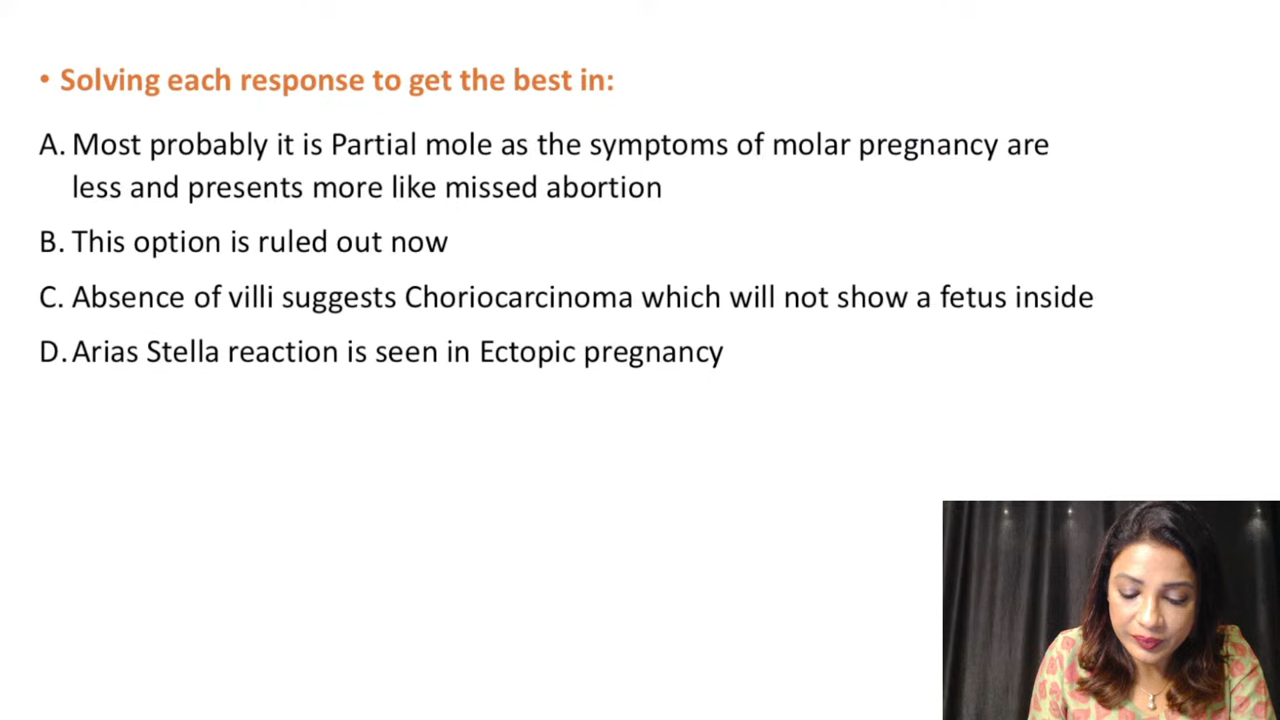 • Solving each response to get the best in:
A. Most probably it is Partial mole as the symptoms of molar pregnancy are
less and presents more like missed abortion
B. This option is ruled out now
C. Absence of villi suggests Choriocarcinoma which will not show a fetus inside
D. Arias Stella reaction is seen in Ectopic pregnancy